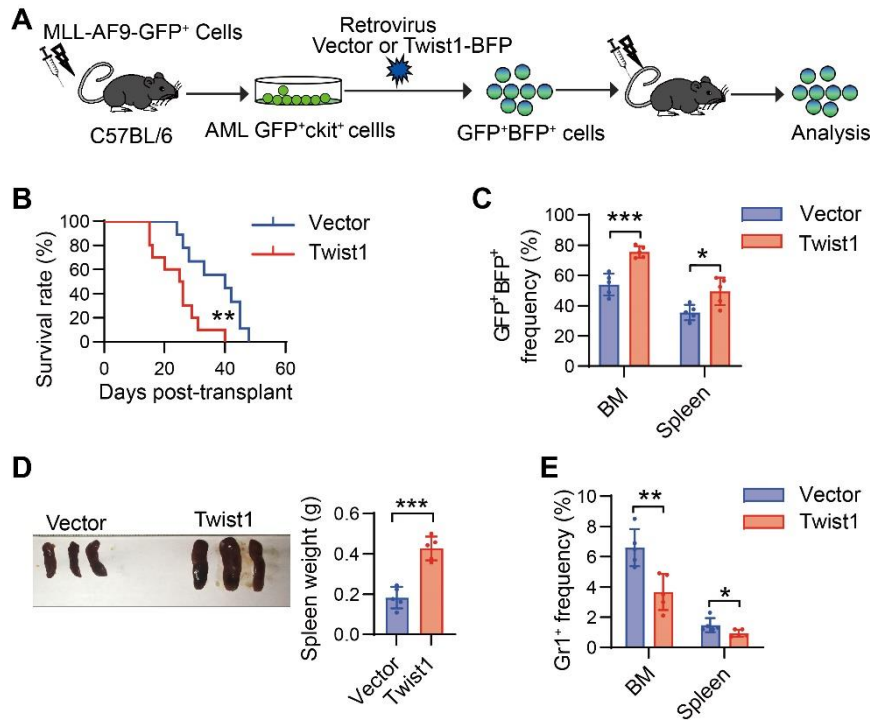 A
MLL-AF9-GFP⁺ Cells
C57BL/6
AML GFP⁺ckit⁺ cellls
Retrovirus
Vector or Twist1-BFP
GFP⁺BFP⁺ cells
Analysis
B
Survival rate (%)
100
80
60
40
20
0
0 20 40 60
Days post-transplant
Vector
Twist1
**
C
GFP⁺BFP⁺
frequency (%)
100
80
60
40
20
0
***
*
BM
Spleen
Vector
Twist1
D
Vector
Twist1
Spleen weight (g)
0.6
0.4
0.2
0.0
***
Vector
Twist1
E
Gr1⁺ frequency (%)
10
8
6
4
2
0
**
*
BM
Spleen
Vector
Twist1